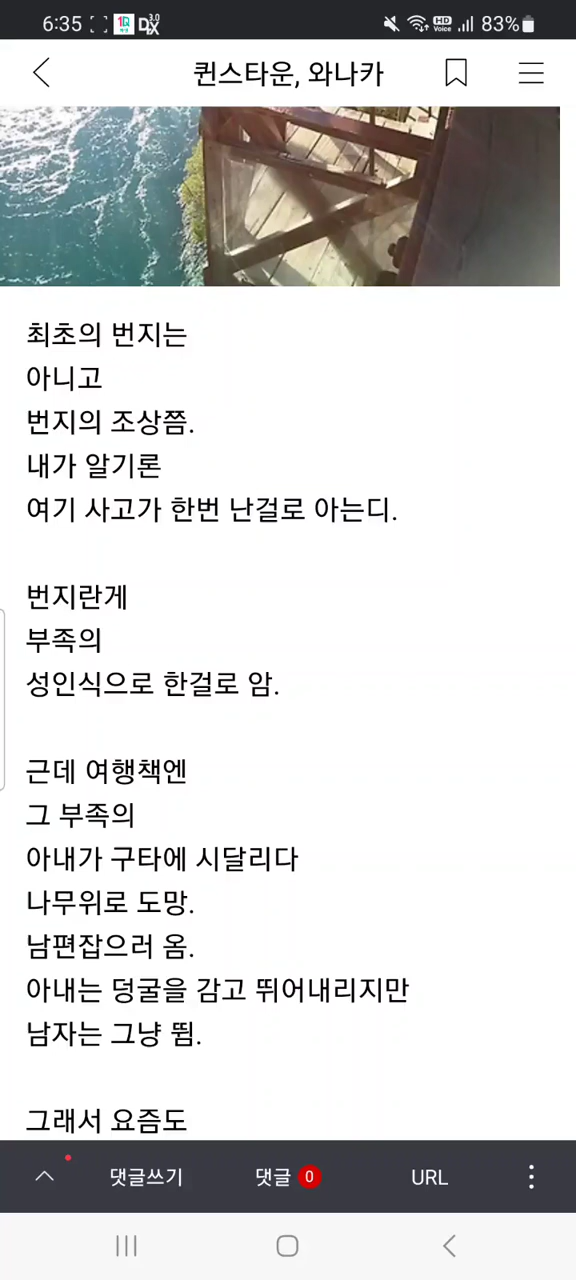 6:35 1Q DX 3.0 HD Voice 83%
퀸스타운, 와나카
최초의 번지는
아니고
번지의 조상쯤.
내가 알기론
여기 사고가 한번 난걸로 아는디.
번지란게
부족의
성인식으로 한걸로 암.
근데 여행책엔
그 부족의
아내가 구타에 시달리다
나무위로 도망.
남편잡으러 옴.
아내는 덩굴을 감고 뛰어내리지만
남자는 그냥 뜀.
그래서 요즘도
댓글쓰기 댓글 0 URL